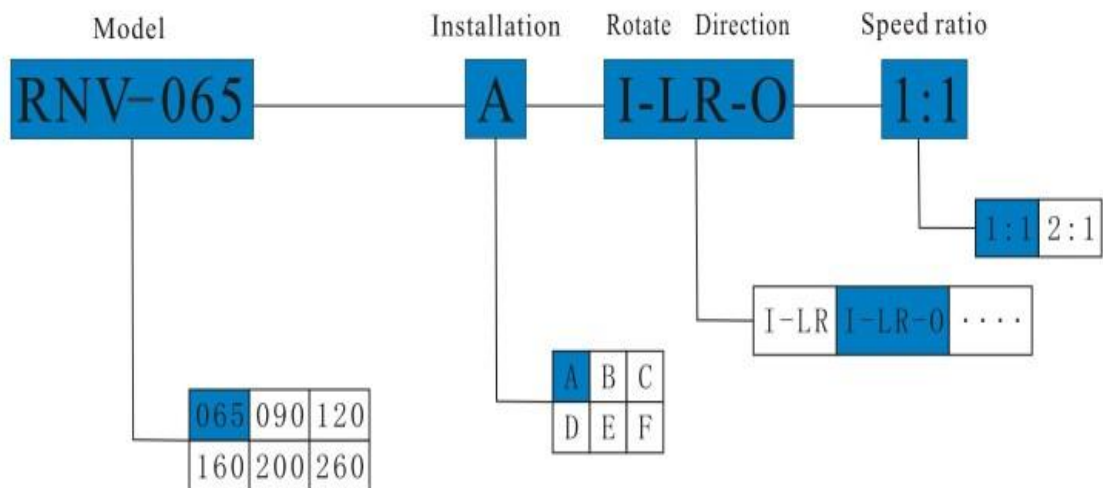 Model Installation Rotate Direction Speed ratio
RNV-065 A I-LR-O 1:1
1:1 2:1
I-LR I-LR-O ····
A B C
D E F
065 090 120
160 200 260